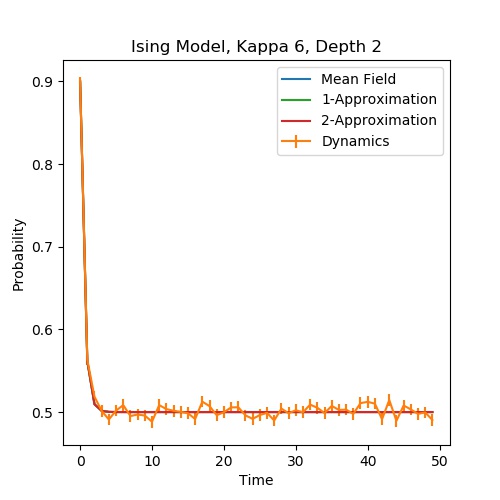 Ising Model, Kappa 6, Depth 2
Mean Field
1-Approximation
2-Approximation
Dynamics
Probability
0.9
0.8
0.7
0.6
0.5
0 10 20 30 40 50
Time